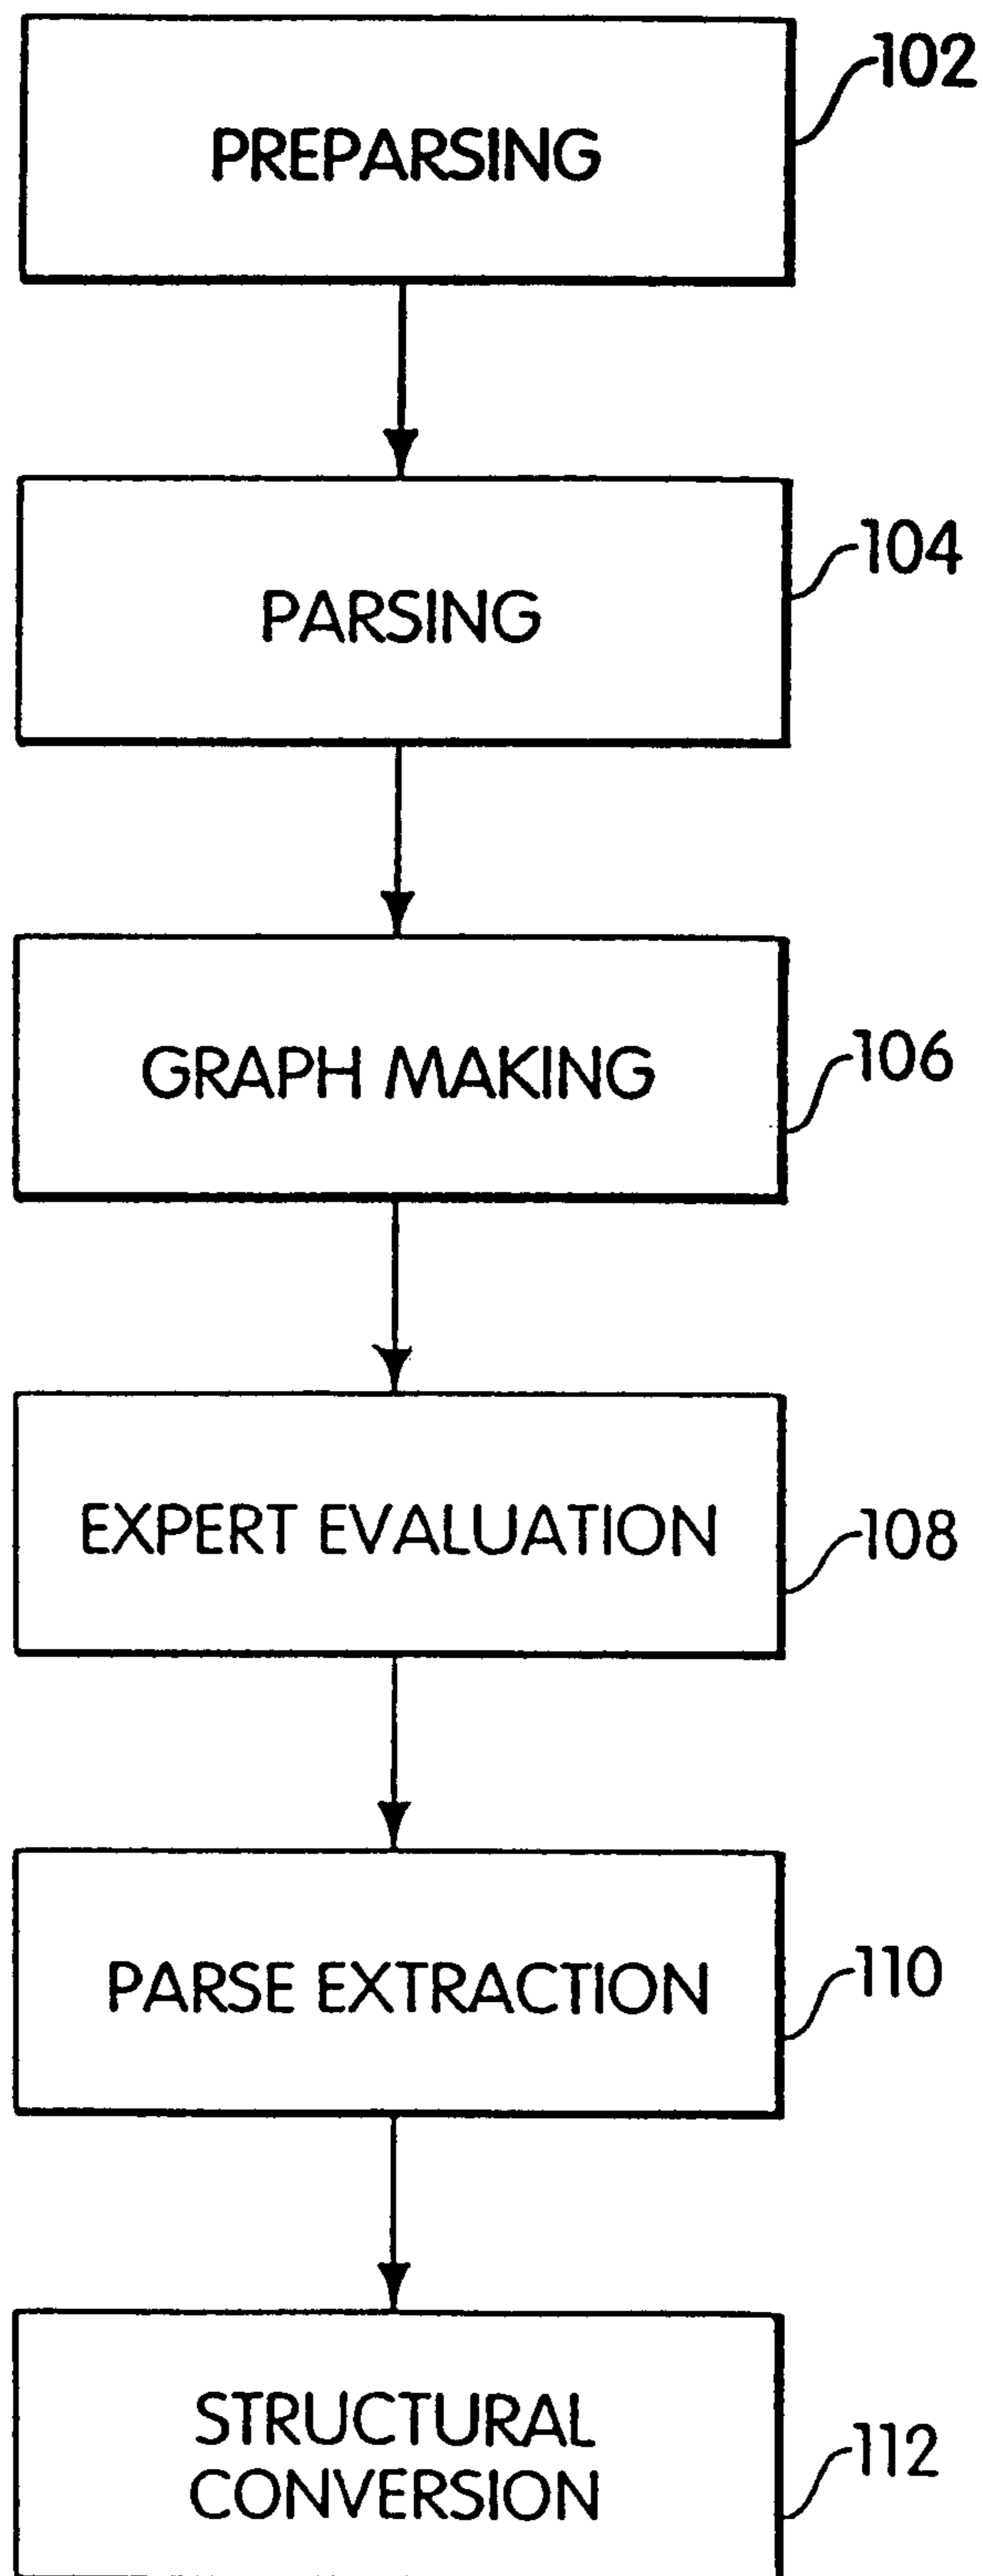 PREPARSING
102
PARSING
104
GRAPH MAKING
106
EXPERT EVALUATION
108
PARSE EXTRACTION
110
STRUCTURAL
CONVERSION
112